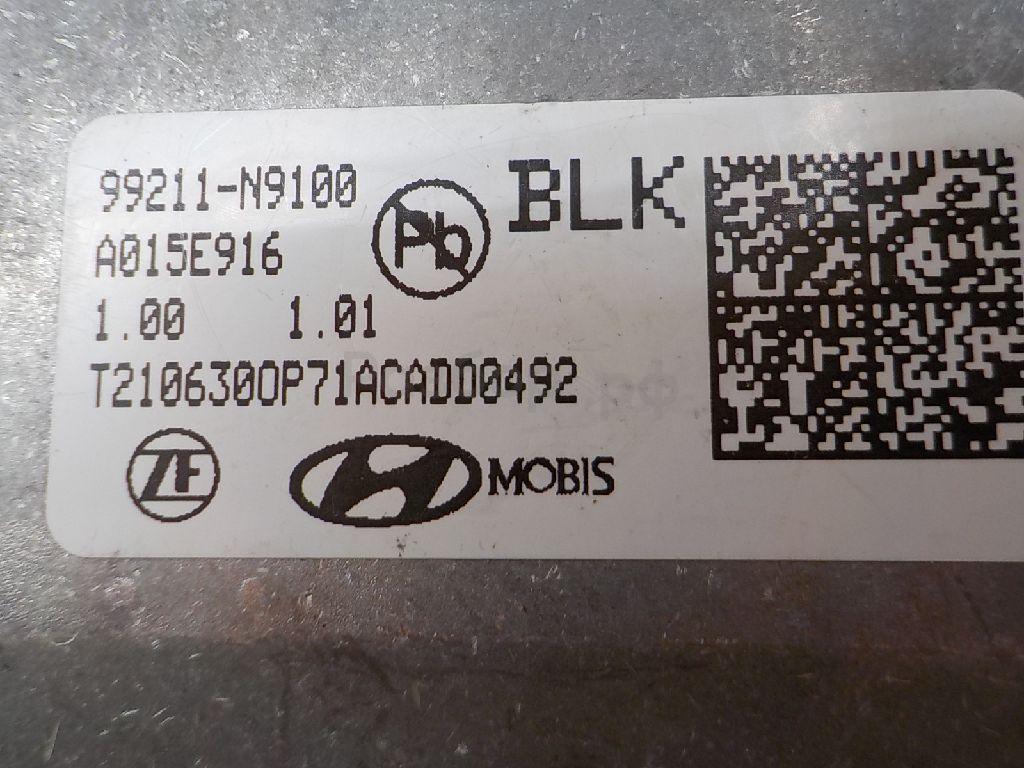 99211-N9100
A015E916
1.00 1.01
T2106300P71ACADD0492
Pb
BLK
ZF
MOBIS